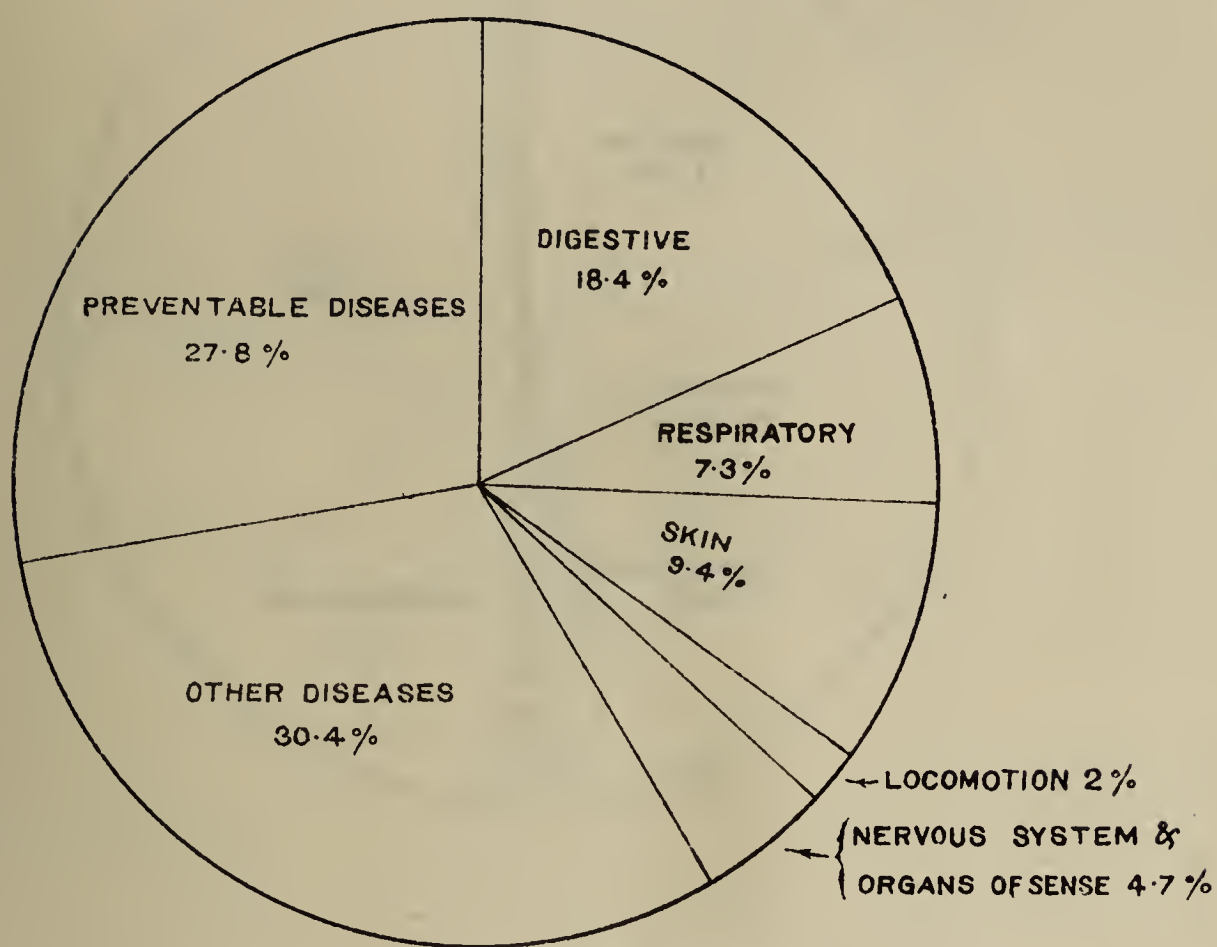 DIGESTIVE
18·4 %
PREVENTABLE DISEASES
27·8 %
RESPIRATORY
7·3%
SKIN
9·4%
OTHER DISEASES
30·4%
LOCOMOTION 2 %
NERVOUS SYSTEM &
ORGANS OF SENSE 4·7 %